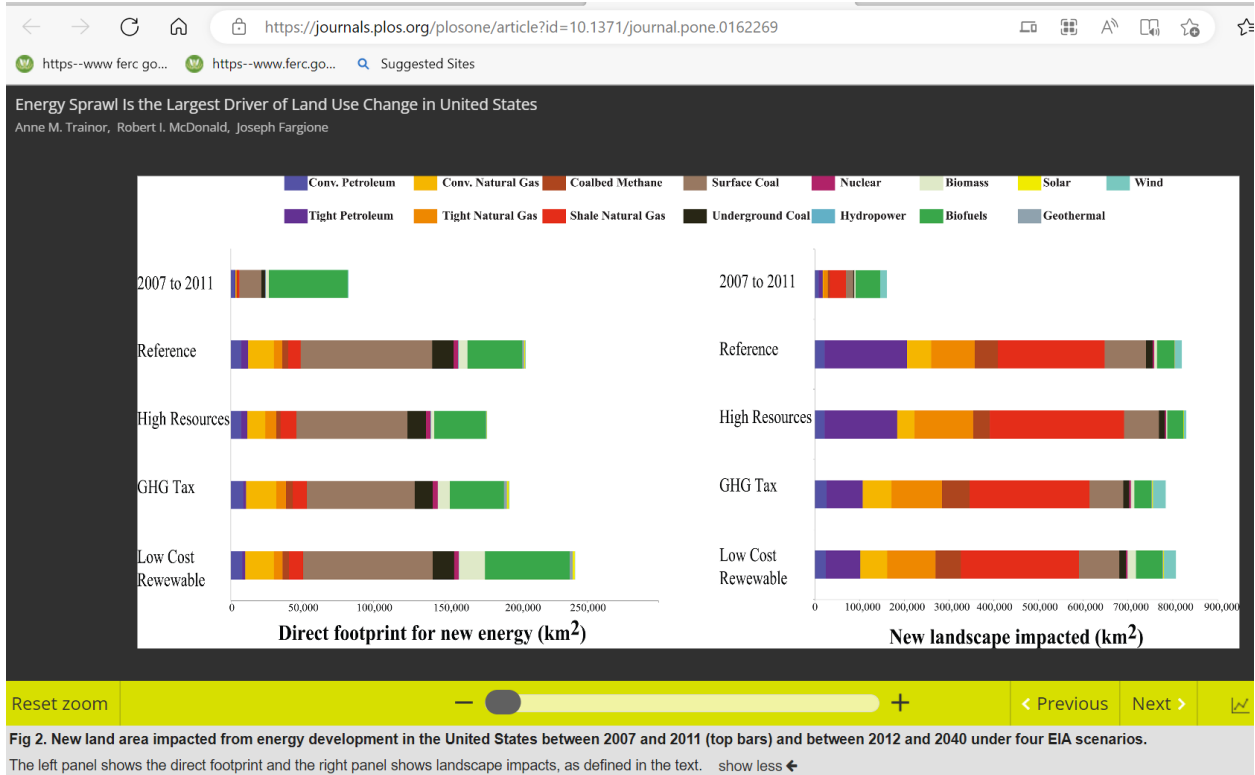 https://journals.plos.org/plosone/article?id=10.1371/journal.pone.0162269
https--www ferc go... https--www.ferc.go... Suggested Sites
Energy Sprawl Is the Largest Driver of Land Use Change in United States
Anne M. Trainor, Robert I. McDonald, Joseph Fargione
Conv. Petroleum Conv. Natural Gas Coalbed Methane Surface Coal Nuclear Biomass Solar Wind
Tight Petroleum Tight Natural Gas Shale Natural Gas Underground Coal Hydropower Biofuels Geothermal
2007 to 2011
Reference
High Resources
GHG Tax
Low Cost
Rewewable
0 50,000 100,000 150,000 200,000 250,000
Direct footprint for new energy (km2)
2007 to 2011
Reference
High Resources
GHG Tax
Low Cost
Rewewable
0 100,000 200,000 300,000 400,000 500,000 600,000 700,000 800,000 900,000
New landscape impacted (km2)
Reset zoom − + Previous Next
Fig 2. New land area impacted from energy development in the United States between 2007 and 2011 (top bars) and between 2012 and 2040 under four EIA scenarios.
The left panel shows the direct footprint and the right panel shows landscape impacts, as defined in the text. show less